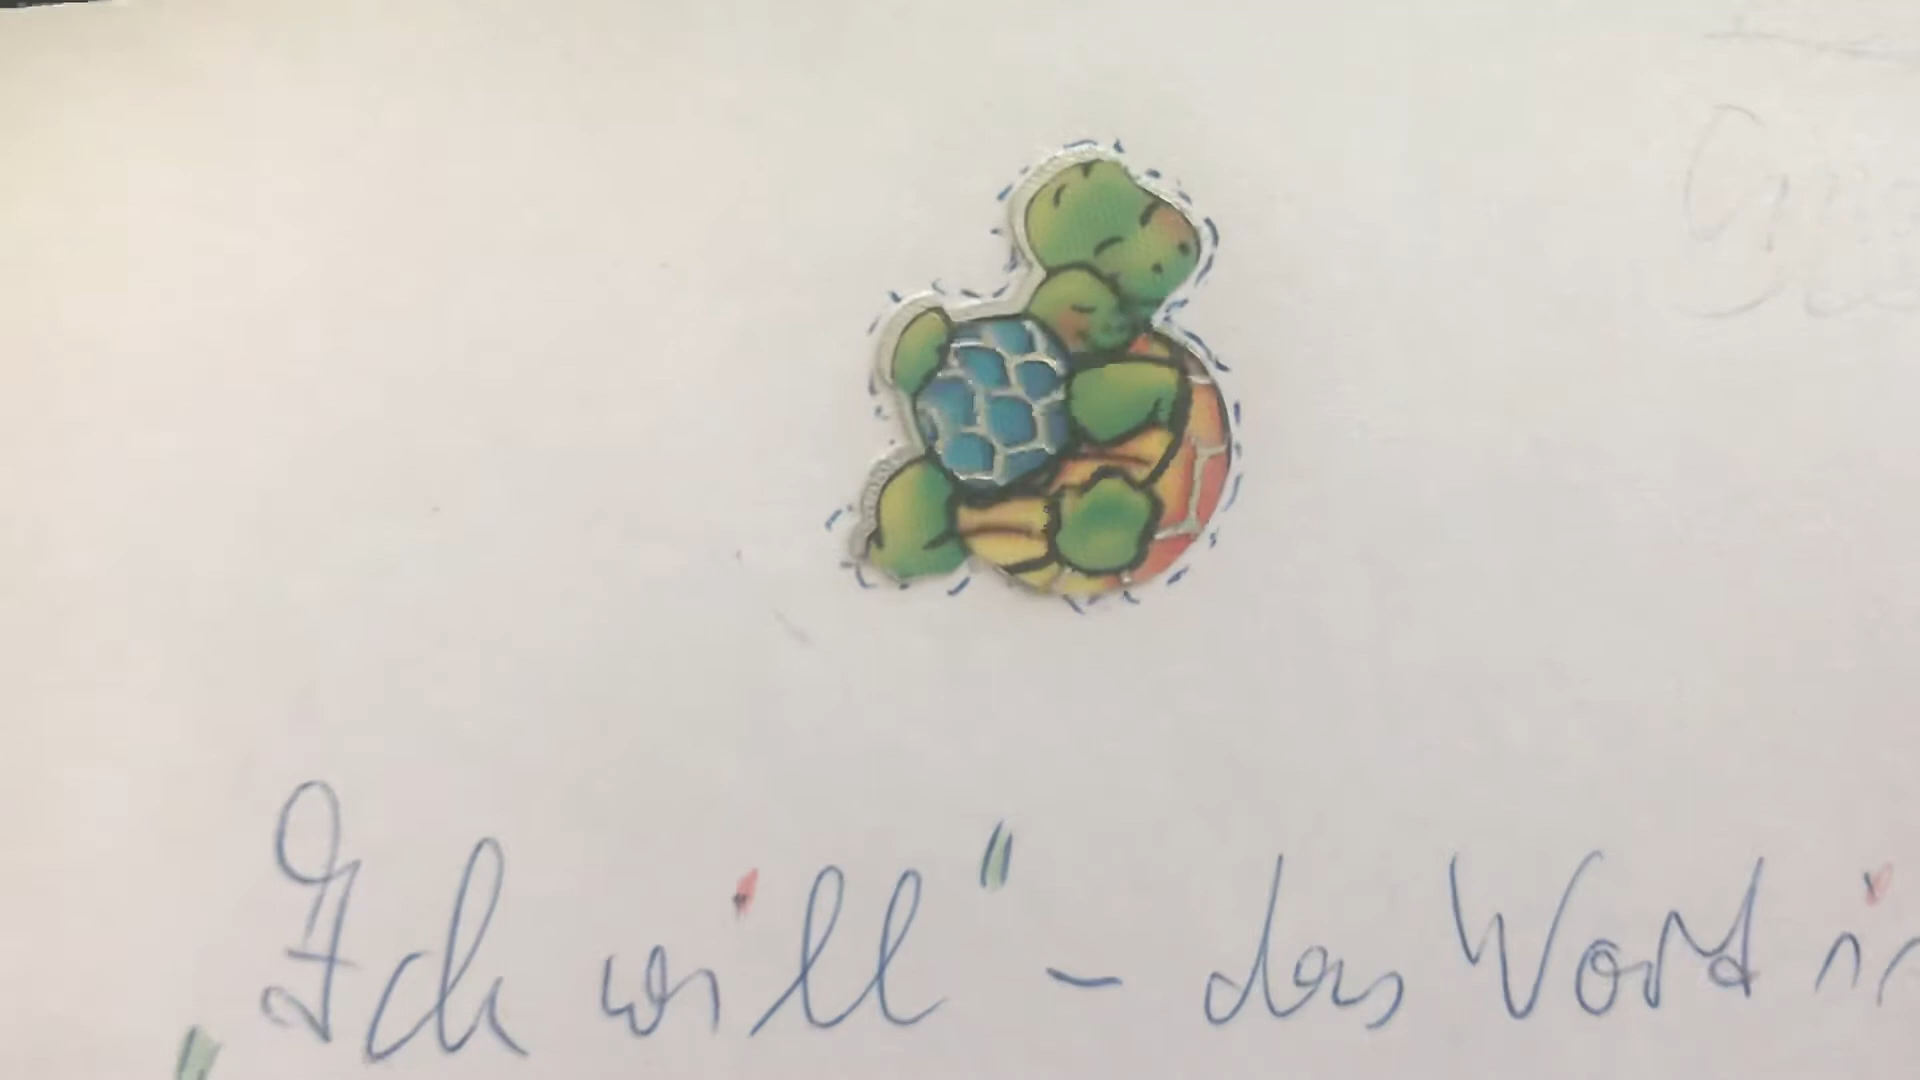 „Ich will“ – das Wort